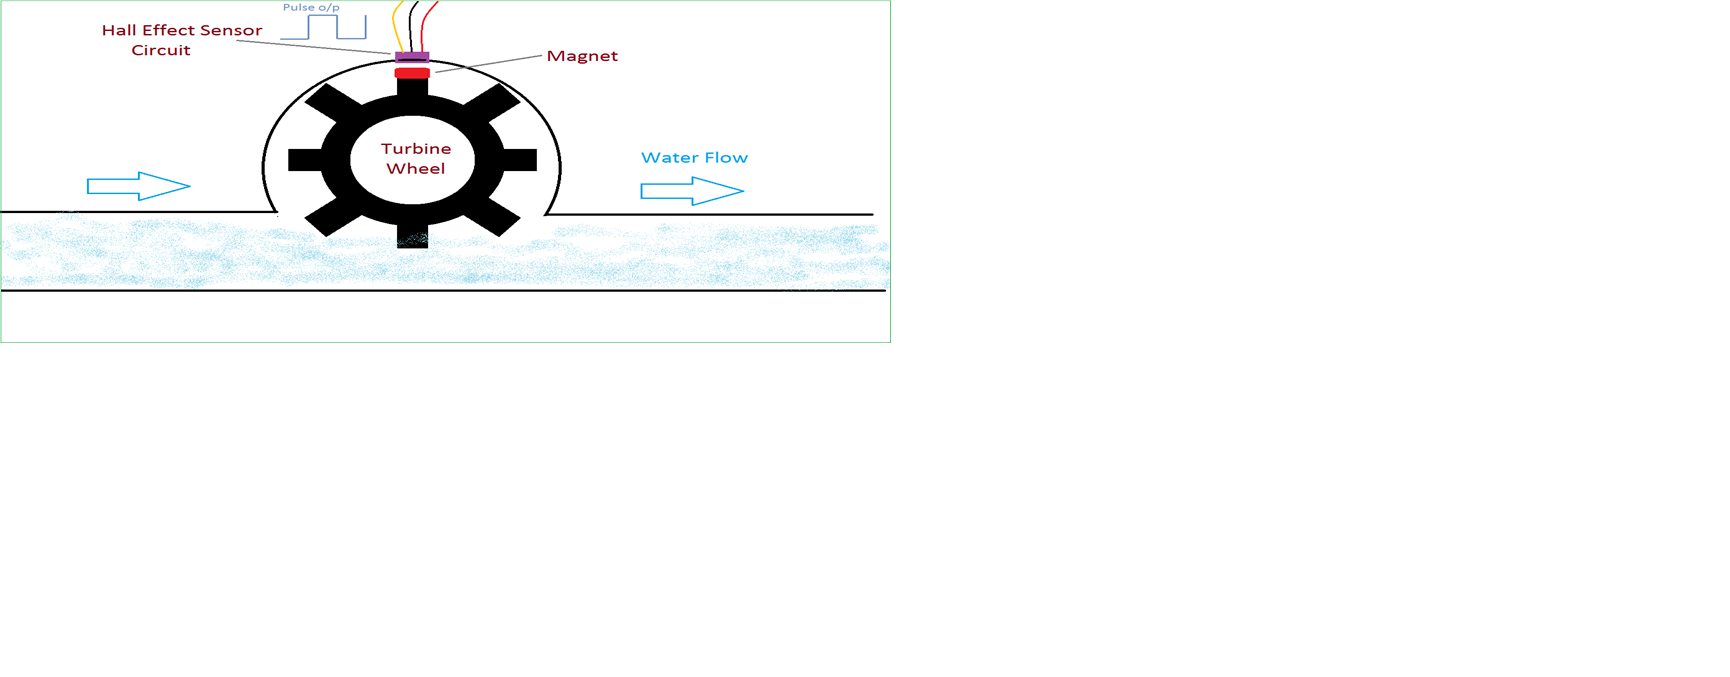 Pulse o/p
Hall Effect Sensor
Circuit
Magnet
Turbine
Wheel
Water Flow